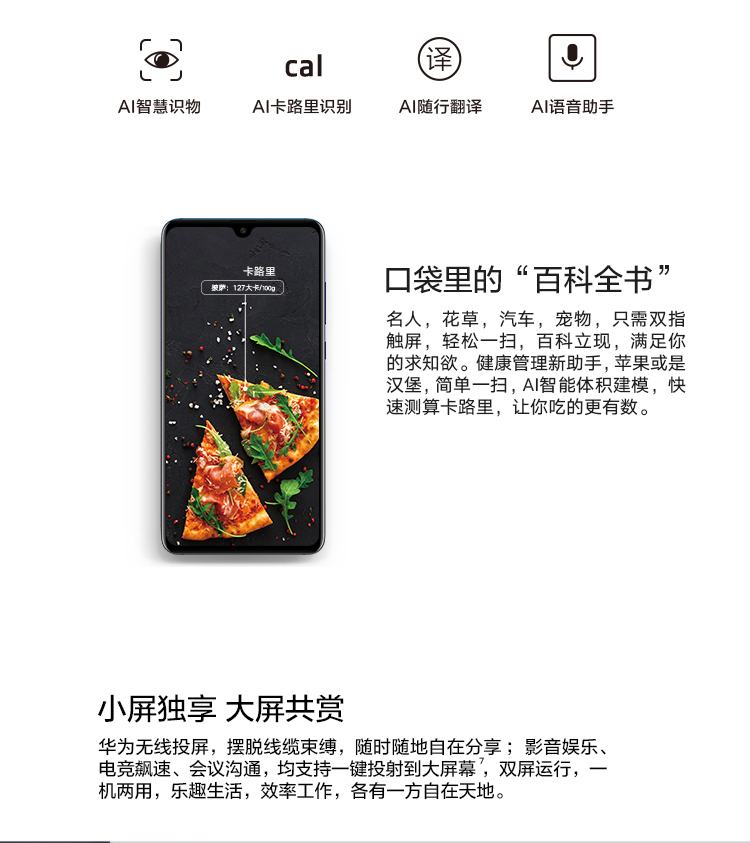 cal
译
AI智慧识物
AI卡路里识别
AI随行翻译
AI语音助手
卡路里
披萨：127大卡/100g
口袋里的“百科全书”
名人，花草，汽车，宠物，只需双指
触屏，轻松一扫，百科立现，满足你
的求知欲。健康管理新助手，苹果或是
汉堡，简单一扫，AI智能体积建模，快
速测算卡路里，让你吃的更有数。
小屏独享 大屏共赏
华为无线投屏，摆脱线缆束缚，随时随地自在分享；影音娱乐、
电竞飙速、会议沟通，均支持一键投射到大屏幕7，双屏运行，一
机两用，乐趣生活，效率工作，各有一方自在天地。